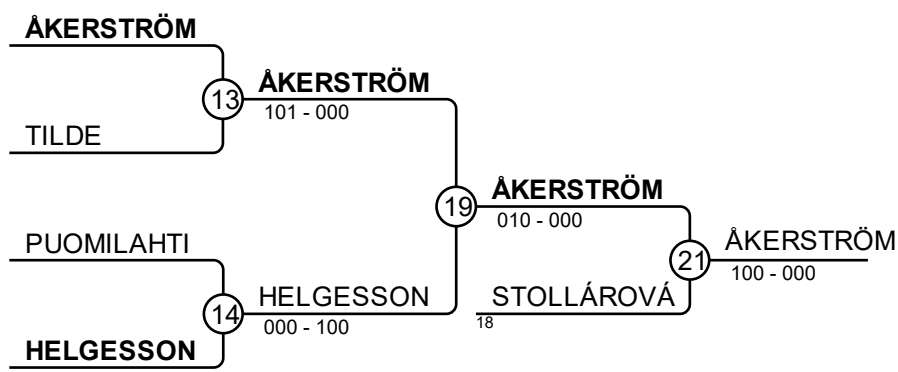 ÅKERSTRÖM
13
ÅKERSTRÖM
101 - 000
TILDE
19
ÅKERSTRÖM
010 - 000
PUOMILAHTI
21
ÅKERSTRÖM
100 - 000
14
HELGESSON
000 - 100
STOLLÁROVÁ
18
HELGESSON